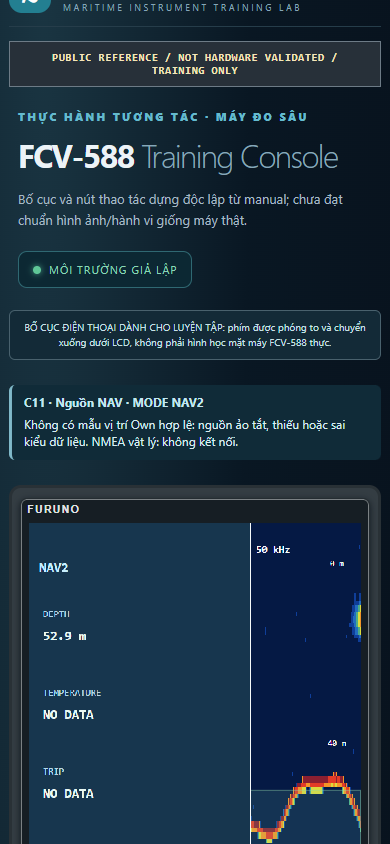 MARITIME INSTRUMENT TRAINING LAB
PUBLIC REFERENCE / NOT HARDWARE VALIDATED /
TRAINING ONLY
THỰC HÀNH TƯƠNG TÁC · MÁY ĐO SÂU
FCV-588 Training Console
Bố cục và nút thao tác dựng độc lập từ manual; chưa đạt
chuẩn hình ảnh/hành vi giống máy thật.
MÔI TRƯỜNG GIẢ LẬP
BỐ CỤC ĐIỆN THOẠI DÀNH CHO LUYỆN TẬP: phím được phóng to và chuyển
xuống dưới LCD, không phải hình học mặt máy FCV-588 thực.
C11 · Nguồn NAV · MODE NAV2
Không có mẫu vị trí Own hợp lệ: nguồn ảo tắt, thiếu hoặc sai
kiểu dữ liệu. NMEA vật lý: không kết nối.
FURUNO
50 kHz
0 m
NAV2
DEPTH
52.9 m
TEMPERATURE
NO DATA
40 m
TRIP
NO DATA